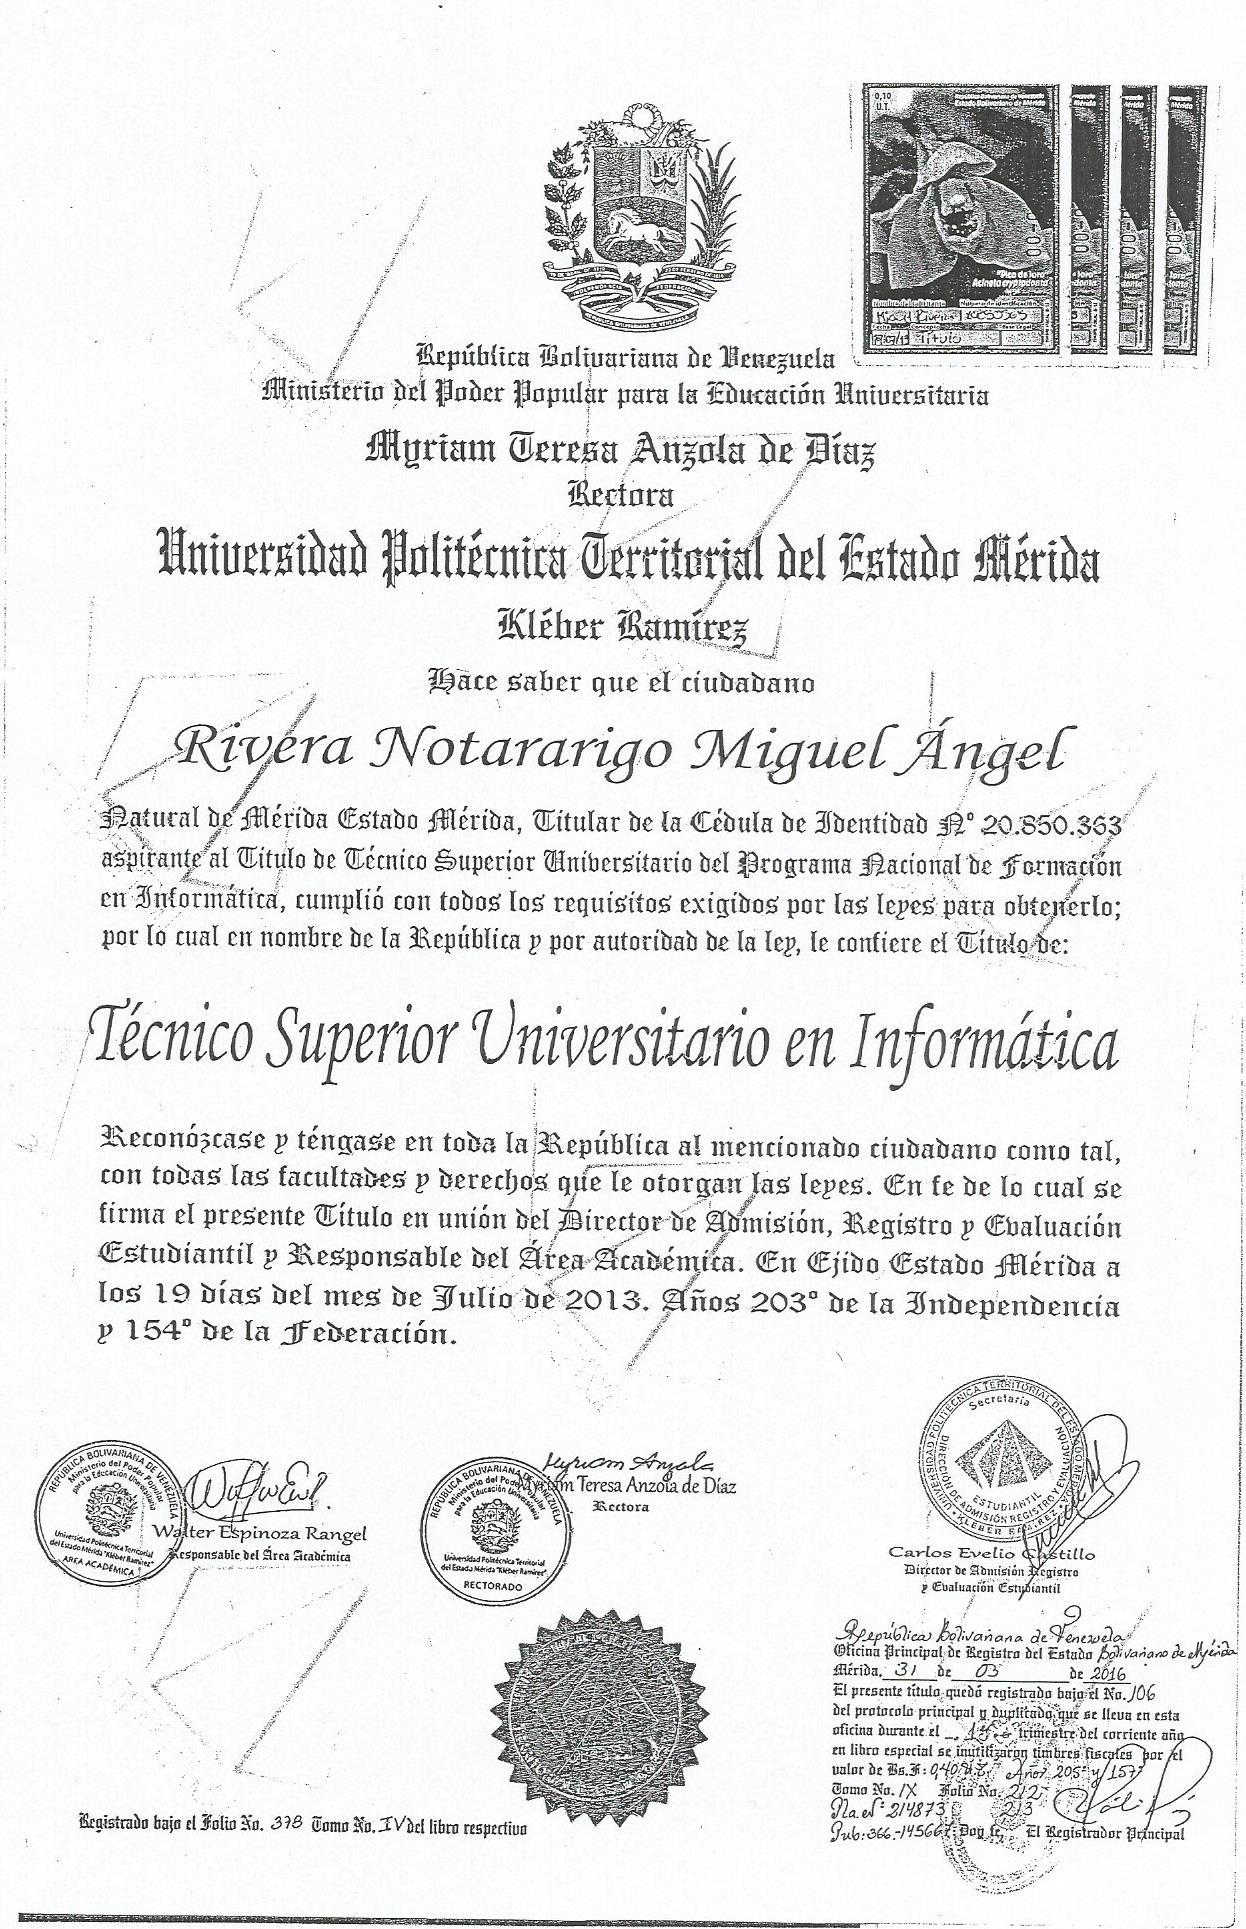 0,10
U.T.
República Bolivariana de Venezuela
Estado Bolivariano de Mérida
"Pico de loro"
Acineta cryptodonta
Nombre del solicitante Número de identificación
Título
República Bolivariana de Venezuela
Ministerio del Poder Popular para la Educación Universitaria
Myriam Teresa Anzola de Díaz
Rectora
Universidad Politécnica Territorial del Estado Mérida
Kléber Ramírez
Hace saber que el ciudadano
Rivera Notararigo Miguel Ángel
Natural de Mérida Estado Mérida, Titular de la Cédula de Identidad N° 20.850.363
aspirante al Título de Técnico Superior Universitario del Programa Nacional de Formación
en Informática, cumplió con todos los requisitos exigidos por las leyes para obtenerlo;
por lo cual en nombre de la República y por autoridad de la ley, le confiere el Título de:
Técnico Superior Universitario en Informática
Reconózcase y téngase en toda la República al mencionado ciudadano como tal,
con todas las facultades y derechos que le otorgan las leyes. En fe de lo cual se
firma el presente Título en unión del Director de Admisión, Registro y Evaluación
Estudiantil y Responsable del Área Académica. En Ejido Estado Mérida a
los 19 días del mes de Julio de 2013. Años 203° de la Independencia
y 154° de la Federación.
REPÚBLICA BOLIVARIANA DE VENEZUELA
Ministerio del Poder Popular
para la Educación Universitaria
Universidad Politécnica Territorial
del Estado Mérida "Kléber Ramírez"
AREA ACADÉMICA
Walter Espinoza Rangel
Responsable del Área Académica
REPÚBLICA BOLIVARIANA DE VENEZUELA
Ministerio del Poder Popular
para la Educación Universitaria
Universidad Politécnica Territorial
del Estado Mérida "Kléber Ramírez"
RECTORADO
Myriam Anzola
Myriam Teresa Anzola de Díaz
Rectora
UNIVERSIDAD POLITÉCNICA TERRITORIAL DEL ESTADO MÉRIDA
Secretaría
DIRECCIÓN DE ADMISIÓN REGISTRO Y EVALUACIÓN
ESTUDIANTIL
KLEBER RAMIREZ
Carlos Evelio Castillo
Director de Admisión Registro
y Evaluación Estudiantil
República Bolivariana de Venezuela
Oficina Principal de Registro del Estado Bolivariano de Mérida
Mérida, 31 de 03 de 2016
El presente título quedó registrado bajo el No. 106
del protocolo principal y duplicado que se lleva en esta
oficina durante el 1er trimestre del corriente año
en libro especial se inutilizaron timbres fiscales por el
valor de Bs.F: 0,40 U.T. Años 205° y 157°
Tomo No. IX Folio No. 212-
Pla. N° 214873 213
Pub: 366.-14566 Doy fe, El Registrador Principal
Registrado bajo el Folio No. 378 Tomo No. IV del libro respectivo